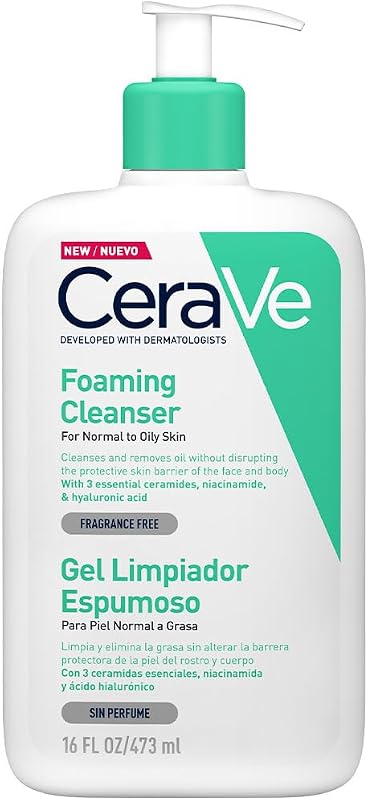 NEW / NUEVO
CeraVe
DEVELOPED WITH DERMATOLOGISTS
Foaming
Cleanser
For Normal to Oily Skin
Cleanses and removes oil without disrupting
the protective skin barrier of the face and body
With 3 essential ceramides, niacinamide,
& hyaluronic acid
FRAGRANCE FREE
Gel Limpiador
Espumoso
Para Piel Normal a Grasa
Limpia y elimina la grasa sin alterar la barrera
protectora de la piel del rostro y cuerpo
Con 3 ceramidas esenciales, niacinamida
y ácido hialurónico
SIN PERFUME
16 FL OZ/473 ml